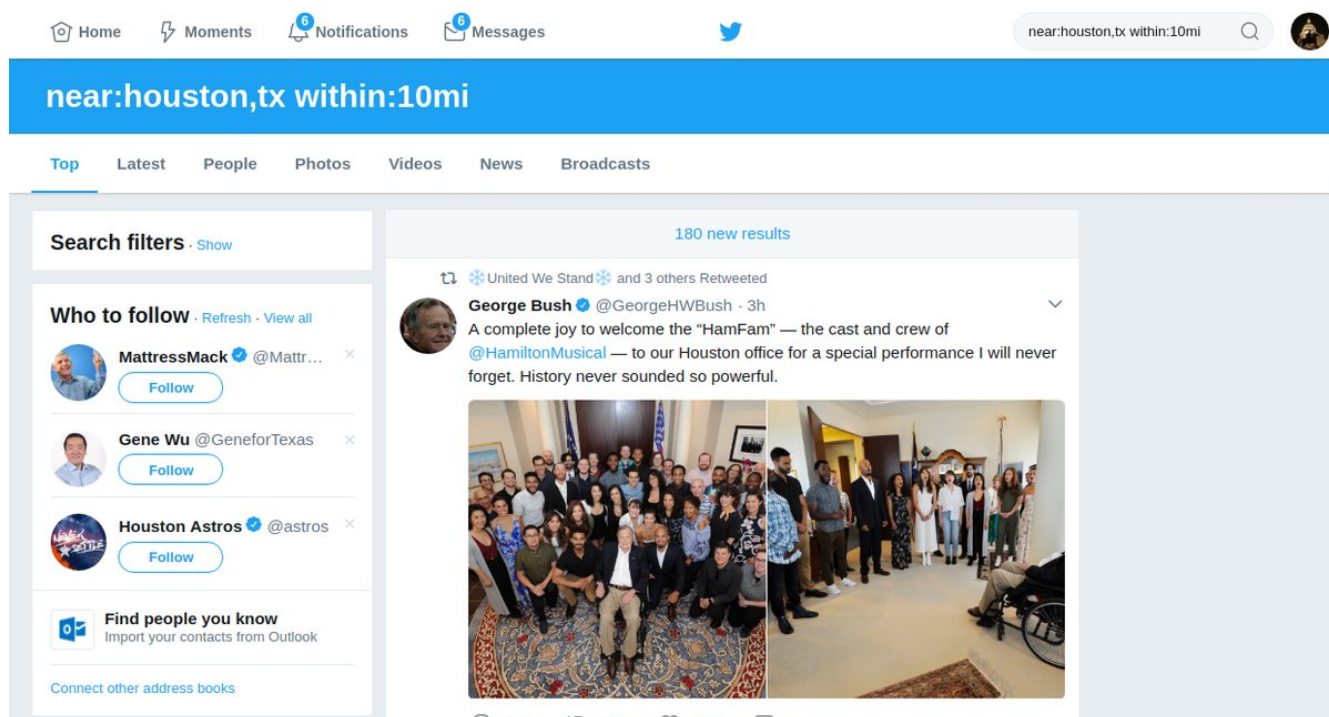 Home Moments 6 Notifications 6 Messages near:houston,tx within:10mi
near:houston,tx within:10mi
Top Latest People Photos Videos News Broadcasts
Search filters · Show
Who to follow · Refresh · View all
MattressMack @Mattr...
Follow
Gene Wu @GeneforTexas
Follow
NEVER SETTLE
Houston Astros @astros
Follow
Find people you know
Import your contacts from Outlook
Connect other address books
180 new results
United We Stand and 3 others Retweeted
George Bush @GeorgeHWBush · 3h
A complete joy to welcome the “HamFam” — the cast and crew of
@HamiltonMusical — to our Houston office for a special performance I will never
forget. History never sounded so powerful.